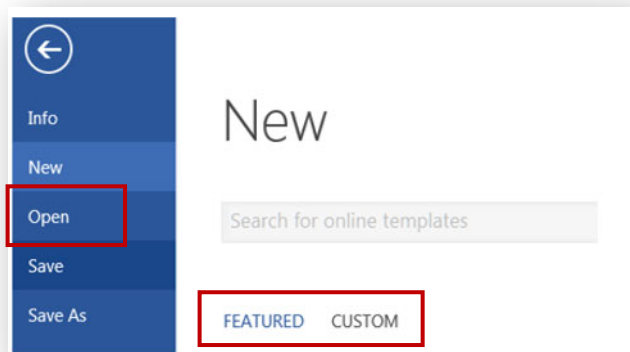 Info
New
Open
Save
Save As
New
Search for online templates
FEATURED CUSTOM